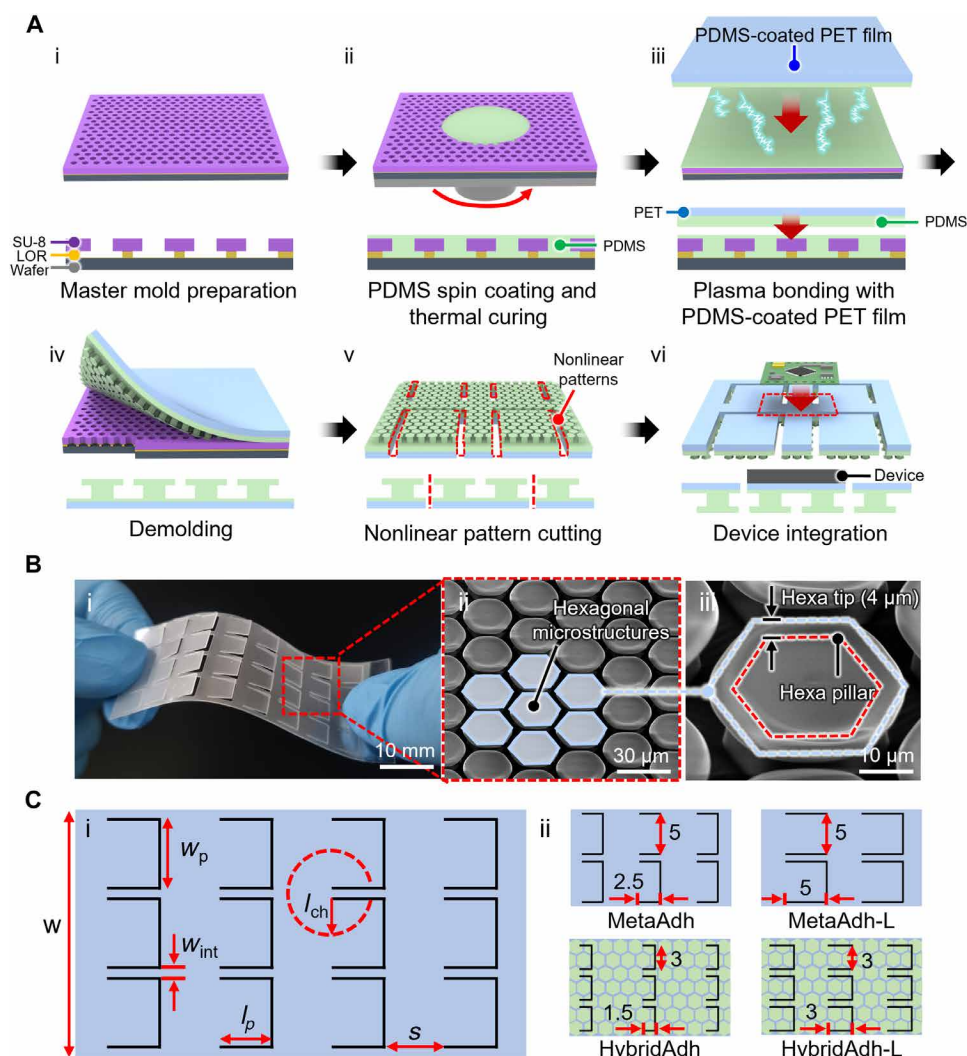 A
i
ii
iii
PDMS-coated PET film
SU-8
LOR
Wafer
PDMS
PET
PDMS
Master mold preparation
PDMS spin coating and
thermal curing
Plasma bonding with
PDMS-coated PET film
iv
v
vi
Nonlinear
patterns
Device
Demolding
Nonlinear pattern cutting
Device integration
B
i
ii
iii
Hexagonal
microstructures
Hexa tip (4 µm)
Hexa pillar
10 mm
30 µm
10 µm
C
i
ii
w
wp
wint
lch
lp
s
5
2.5
MetaAdh
5
5
MetaAdh-L
3
1.5
HybridAdh
3
3
HybridAdh-L